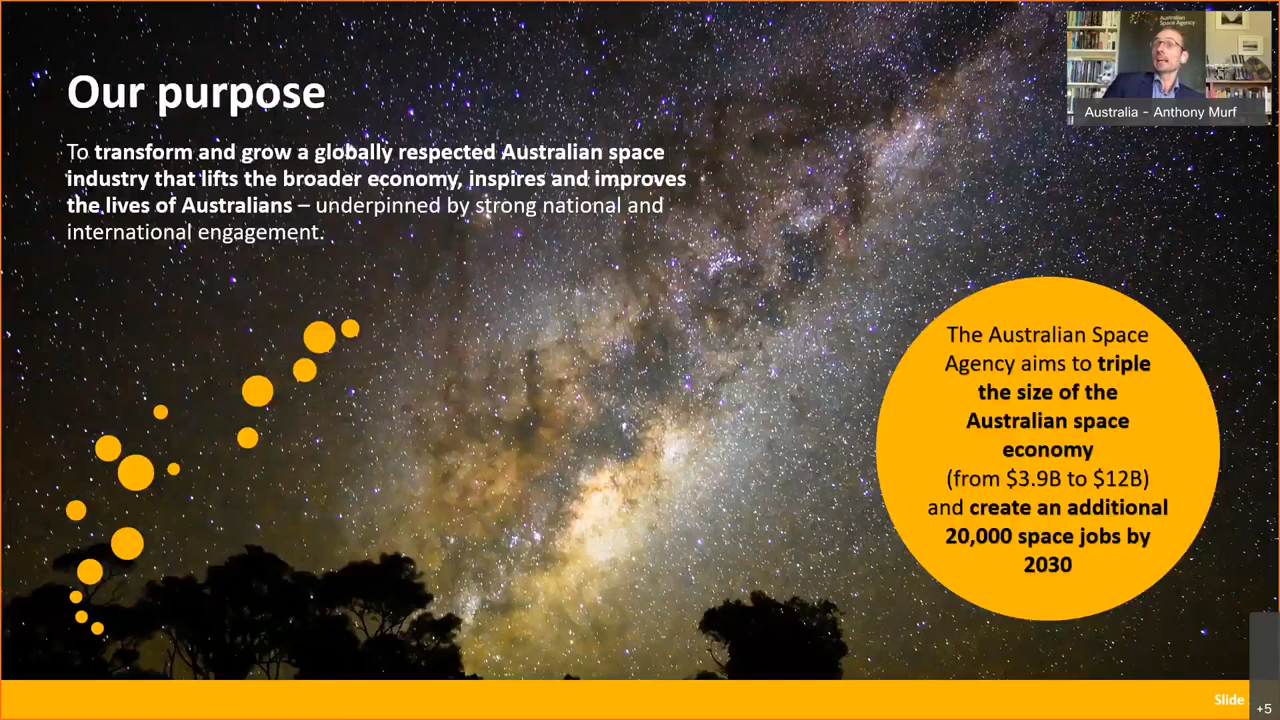 Our purpose
To transform and grow a globally respected Australian space
industry that lifts the broader economy, inspires and improves
the lives of Australians – underpinned by strong national and
international engagement.
Australian
Space Agency
Australia - Anthony Murf
The Australian Space
Agency aims to triple
the size of the
Australian space
economy
(from $3.9B to $12B)
and create an additional
20,000 space jobs by
2030
Slide
+5